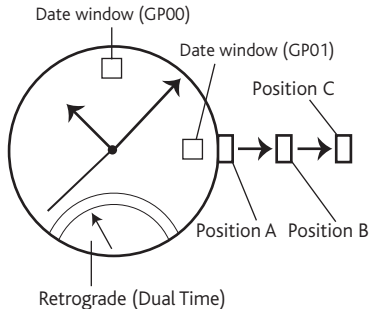 Date window (GP00)
Date window (GP01)
Position C
Position A
Position B
Retrograde (Dual Time)